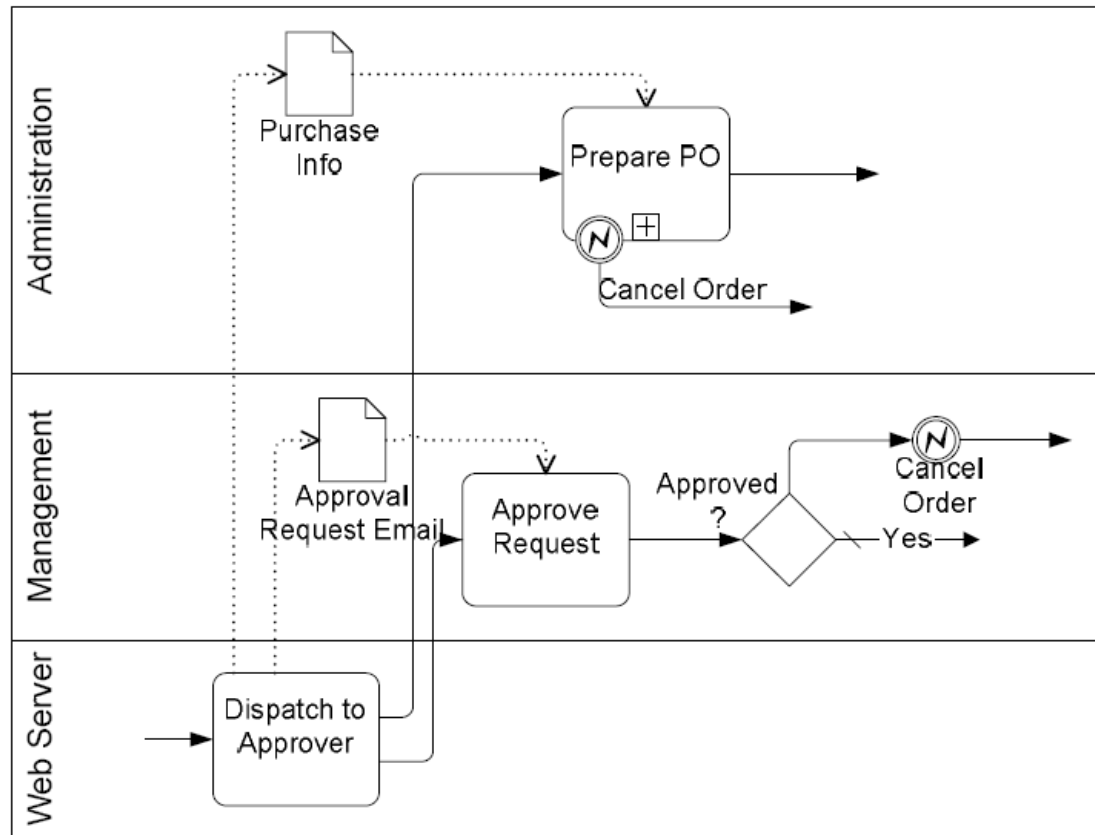 Administration
Purchase
Info
Prepare PO
Cancel Order
Management
Approval
Request Email
Approve
Request
Approved
?
Cancel
Order
Yes
Web Server
Dispatch to
Approver